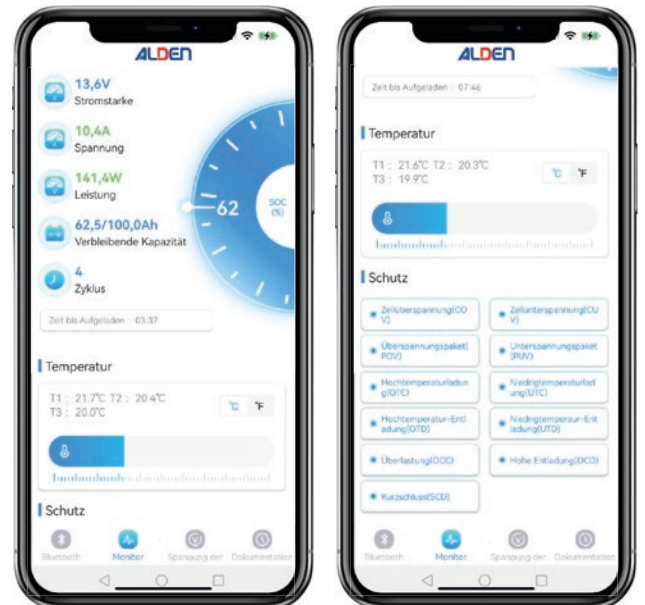 ALDEN
13,6V
Stromstarke
10,4A
Spannung
141,4W
Leistung
62,5/100,0Ah
Verbleibende Kapazität
4
Zyklus
62
SOC
(%)
Zeit bis Aufgeladen : 03:37
Temperatur
T1 : 21.7℃ T2 : 20.4℃
T3 : 20.0℃
℃ ℉
Schutz
Bluetooth Monitor Spannung der Dokumentation
ALDEN
Zeit bis Aufgeladen : 07:46
Temperatur
T1 : 21.6℃ T2 : 20.3℃
T3 : 19.9℃
℃ ℉
Schutz
Zellüberspannung(CO
V)
Zellunterspannung(CU
V)
Überspannungspaket(
POV)
Unterspannungspaket
(PUV)
Hochtemperaturladun
g(OTC)
Niedrigtemperaturlad
ung(UTC)
Hochtemperatur-Entl
adung(OTD)
Niedrigtemperaur-Ent
ladung(UTD)
Überlastung(OCC)
Hohe Entladung(OCD)
Kurzschluss(SCD)
Bluetooth Monitor Spannung der Dokumentation